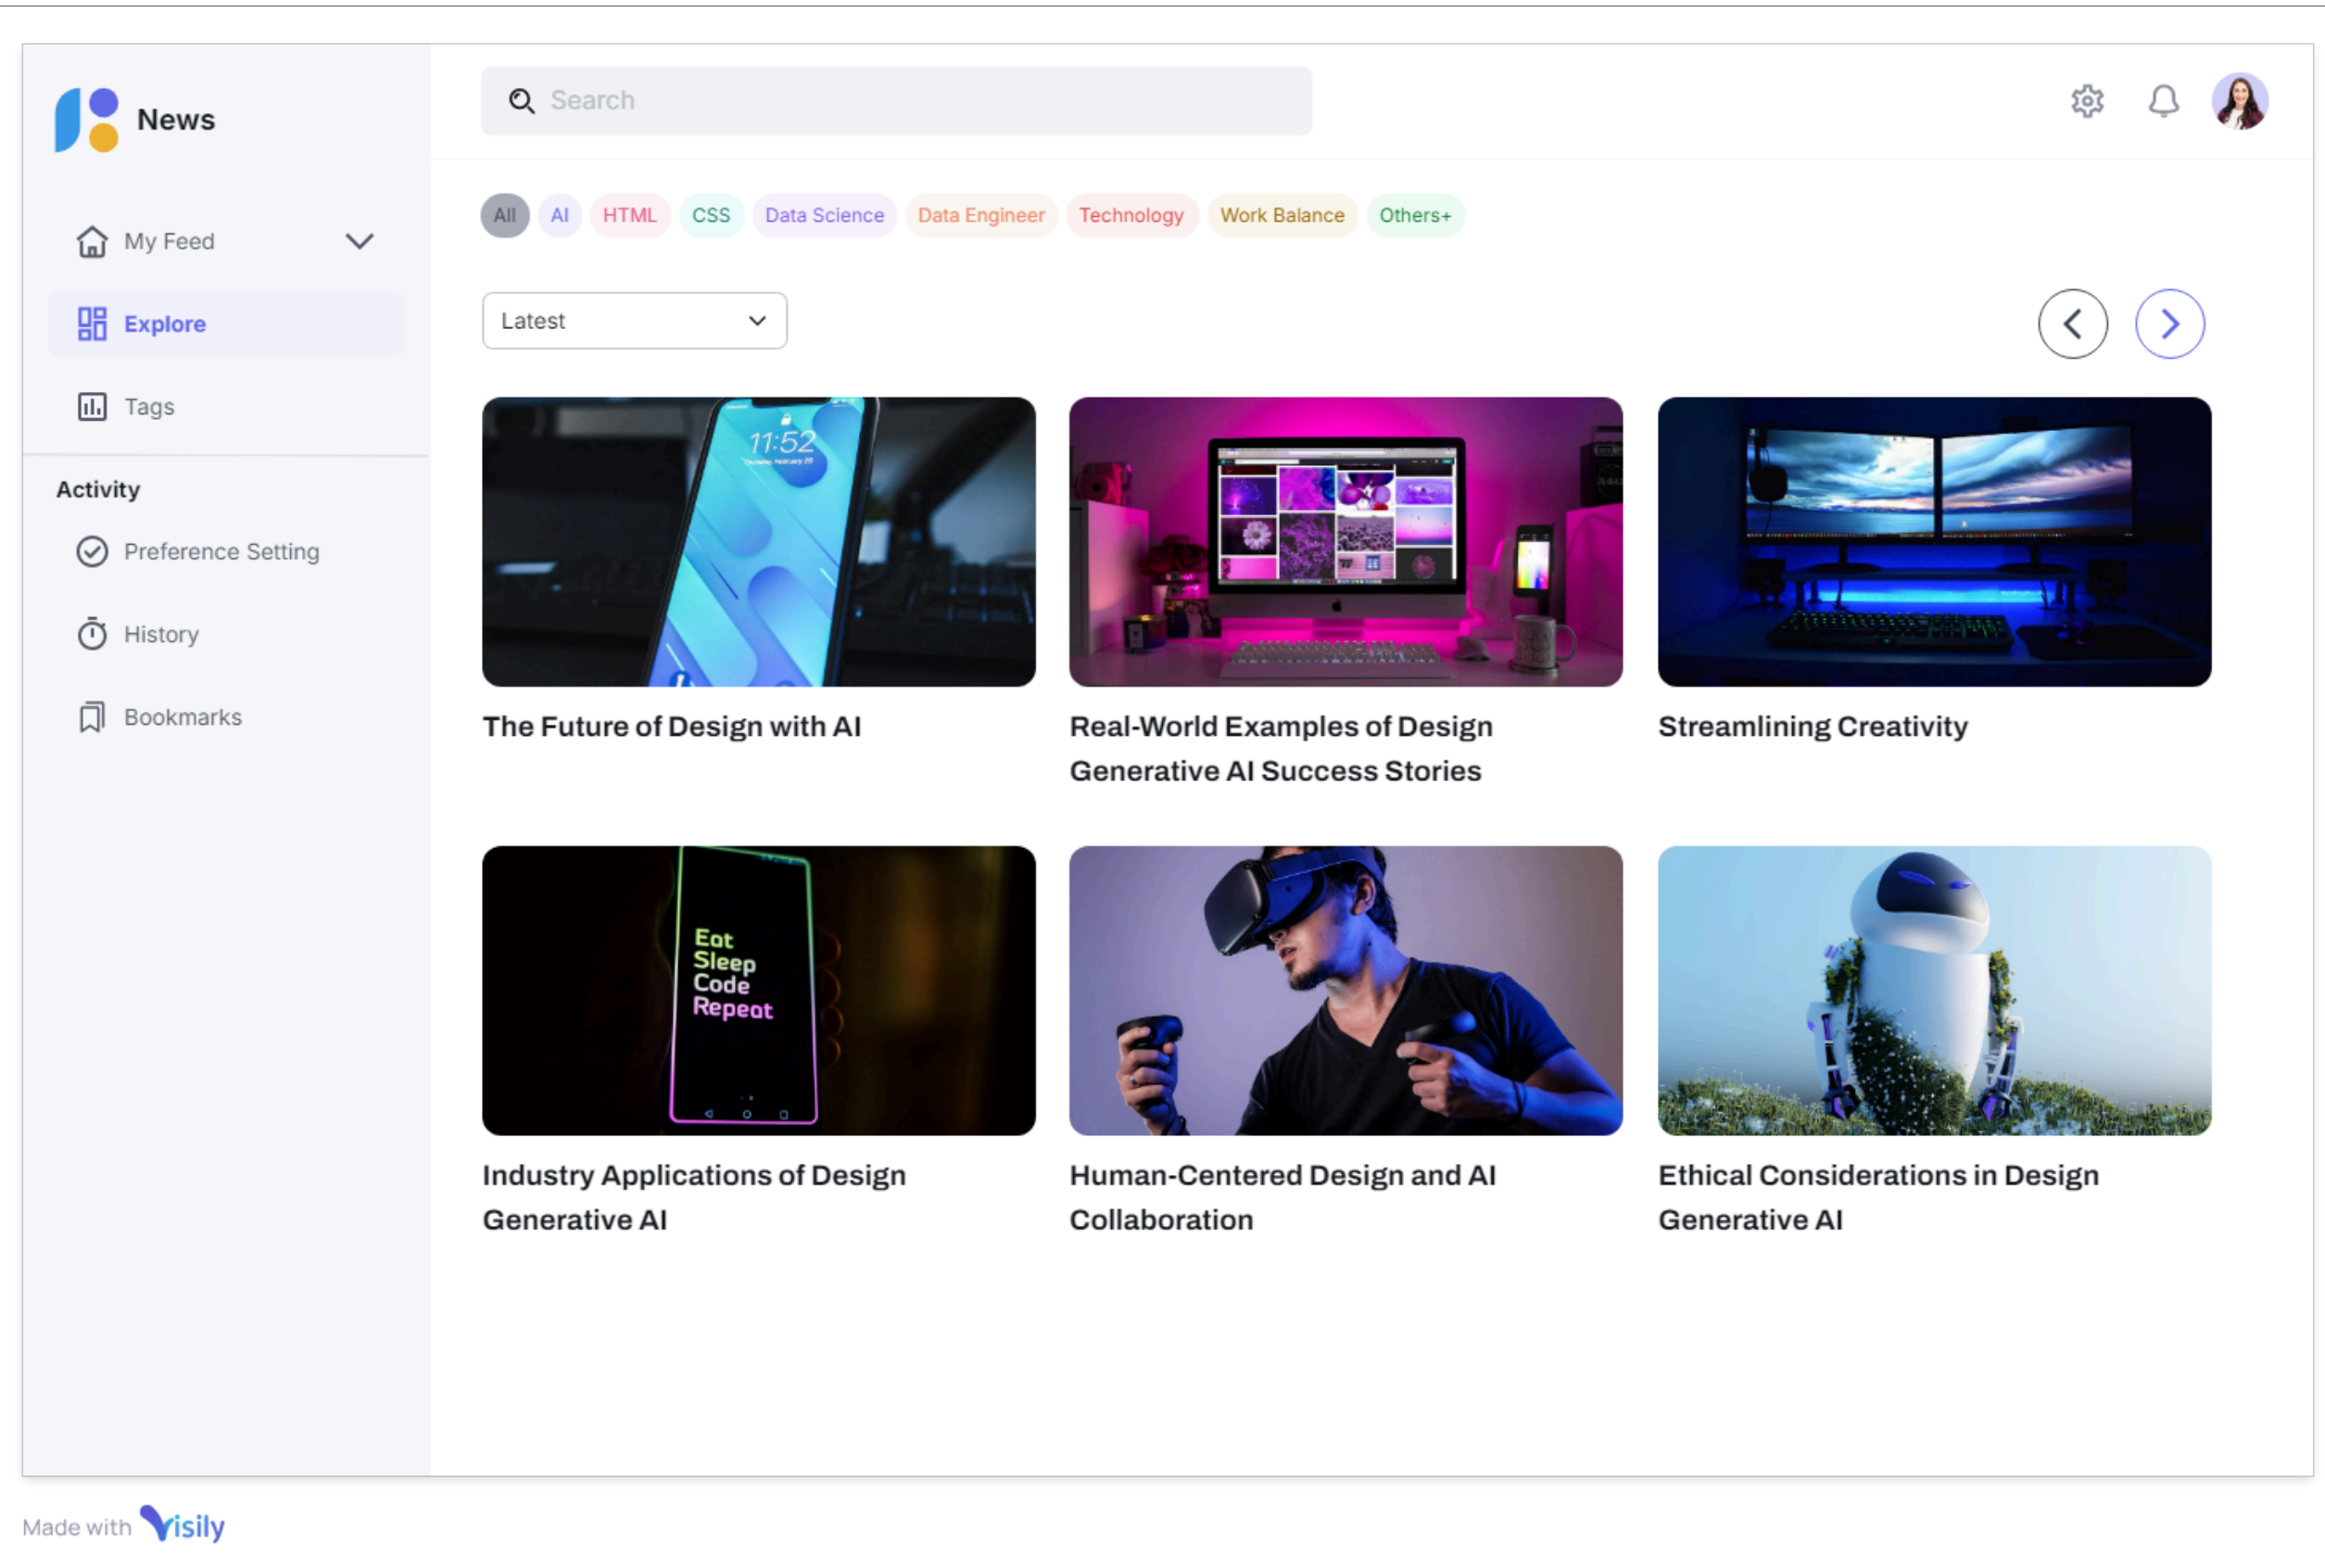 News
Search
My Feed
Explore
Tags
Activity
Preference Setting
History
Bookmarks
All AI HTML CSS Data Science Data Engineer Technology Work Balance Others+
Latest
11:52
Thursday, February 25
The Future of Design with AI
Real-World Examples of Design
Generative AI Success Stories
Streamlining Creativity
Eat
Sleep
Code
Repeat
Industry Applications of Design
Generative AI
Human-Centered Design and AI
Collaboration
Ethical Considerations in Design
Generative AI
Made with Visily